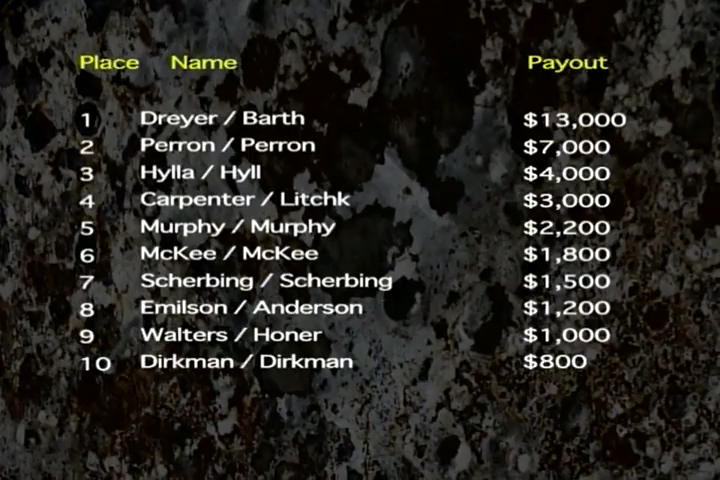 Place Name Payout
1 Dreyer / Barth $13,000
2 Perron / Perron $7,000
3 Hylla / Hyll $4,000
4 Carpenter / Litchk $3,000
5 Murphy / Murphy $2,200
6 McKee / McKee $1,800
7 Scherbing / Scherbing $1,500
8 Emilson / Anderson $1,200
9 Walters / Honer $1,000
10 Dirkman / Dirkman $800